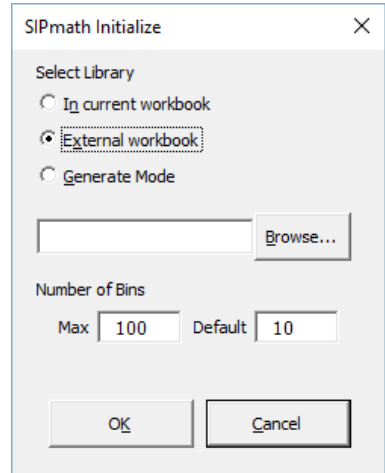 SIPmath Initialize
Select Library
In current workbook
External workbook
Generate Mode
Browse...
Number of Bins
Max 100 Default 10
OK Cancel